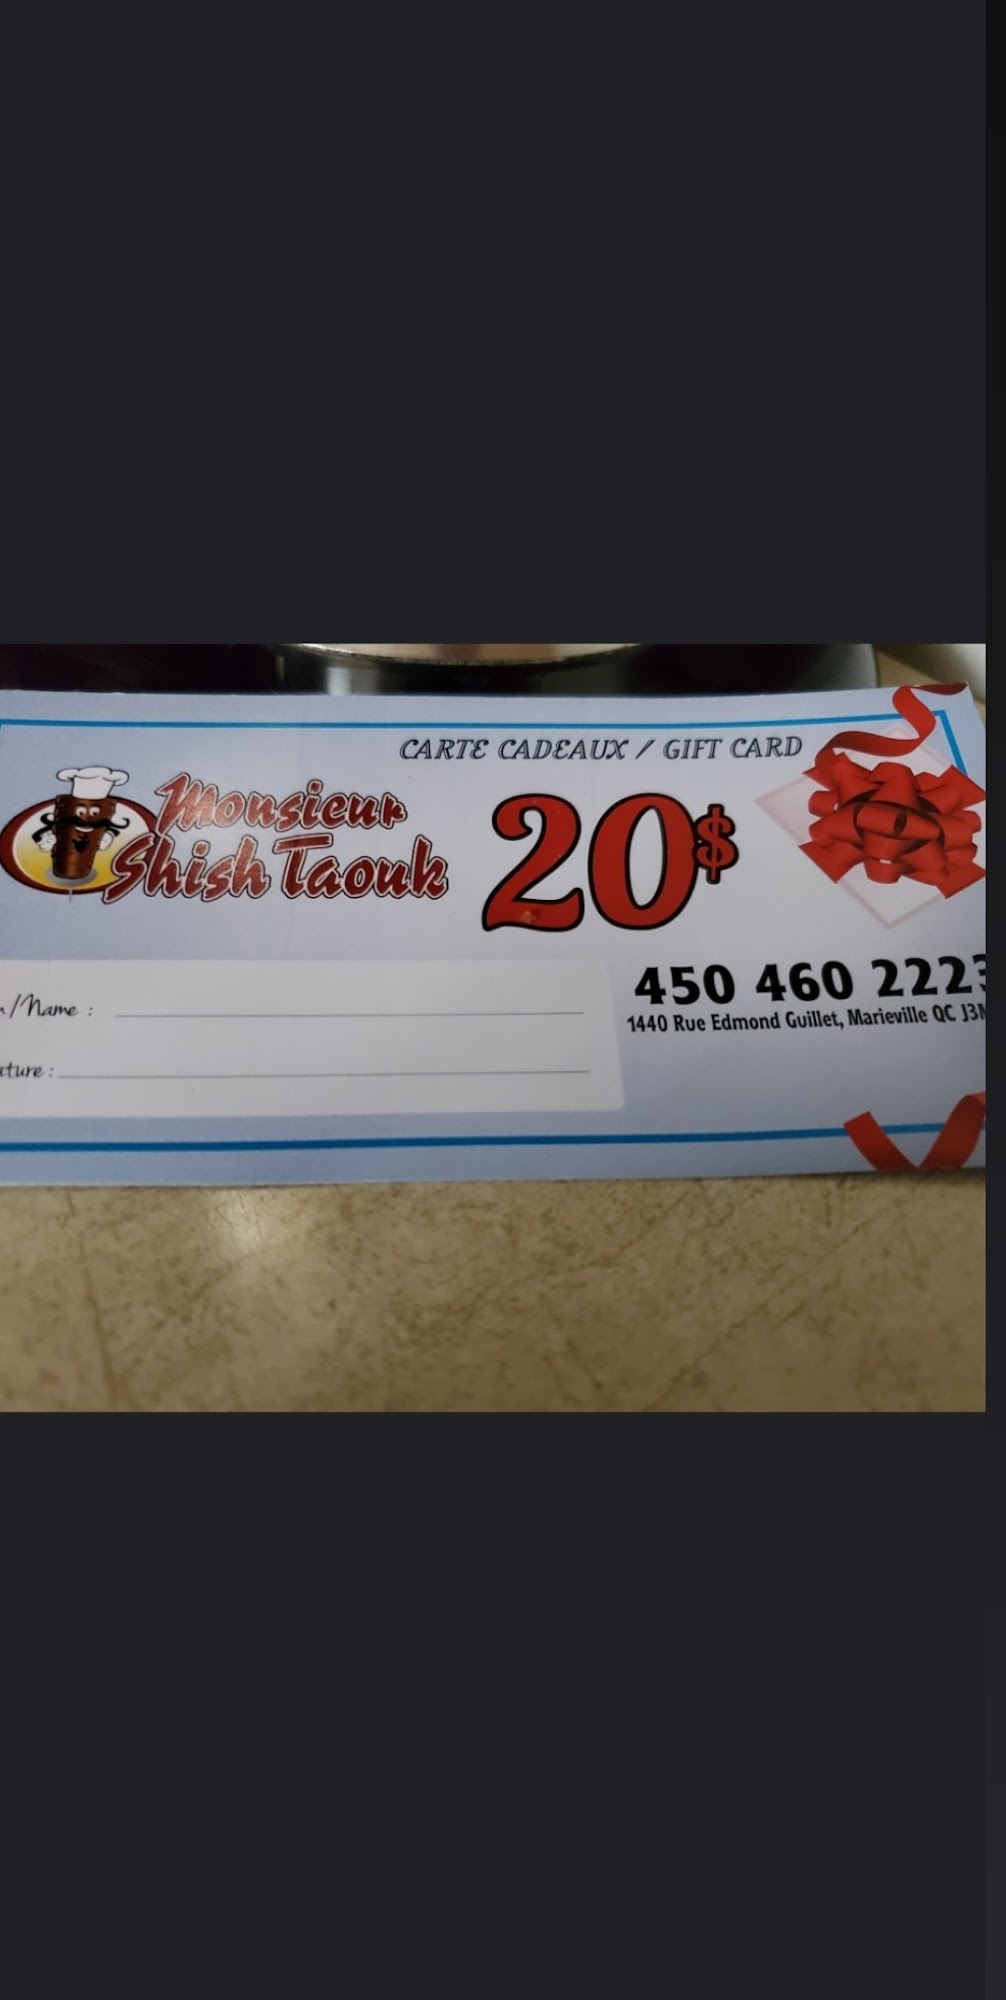 CARTE CADEAUX / GIFT CARD
Monsieur
Shish Taouk
20$
450 460 222
1440 Rue Edmond Guillet, Marieville QC
/Name :
ture :